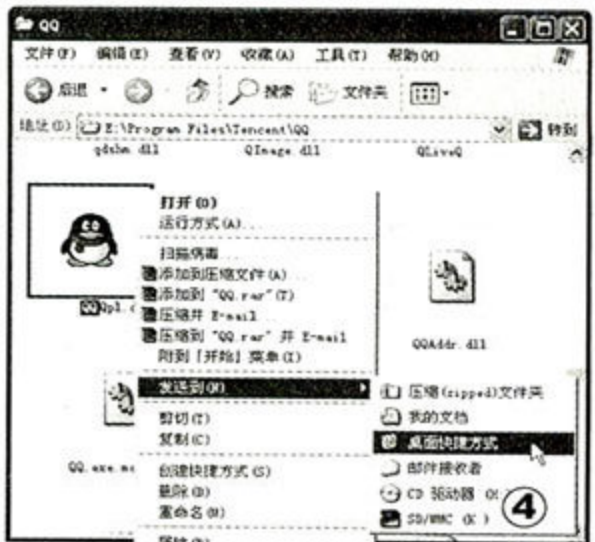 QQ
文件(F) 编辑(E) 查看(V) 收藏(A) 工具(T) 帮助(H)
后退 搜索 文件夹
地址(D) E:\Program Files\Tencent\QQ 转到
qdshm.dll QImage.dll QLiveQ
打开(O)
运行方式(A)...
扫描病毒...
添加到压缩文件(A)...
添加到 "QQ.rar"(T)
压缩并 E-mail...
压缩到 "QQ.rar" 并 E-mail
附到「开始」菜单(I)
QQAddr.dll
发送到(N)
压缩(zipped)文件夹
我的文档
桌面快捷方式
邮件接收者
CD 驱动器
SD/MMC (K:)
剪切(T)
复制(C)
QQ.exe.m
创建快捷方式(S)
删除(D)
重命名(M)
④